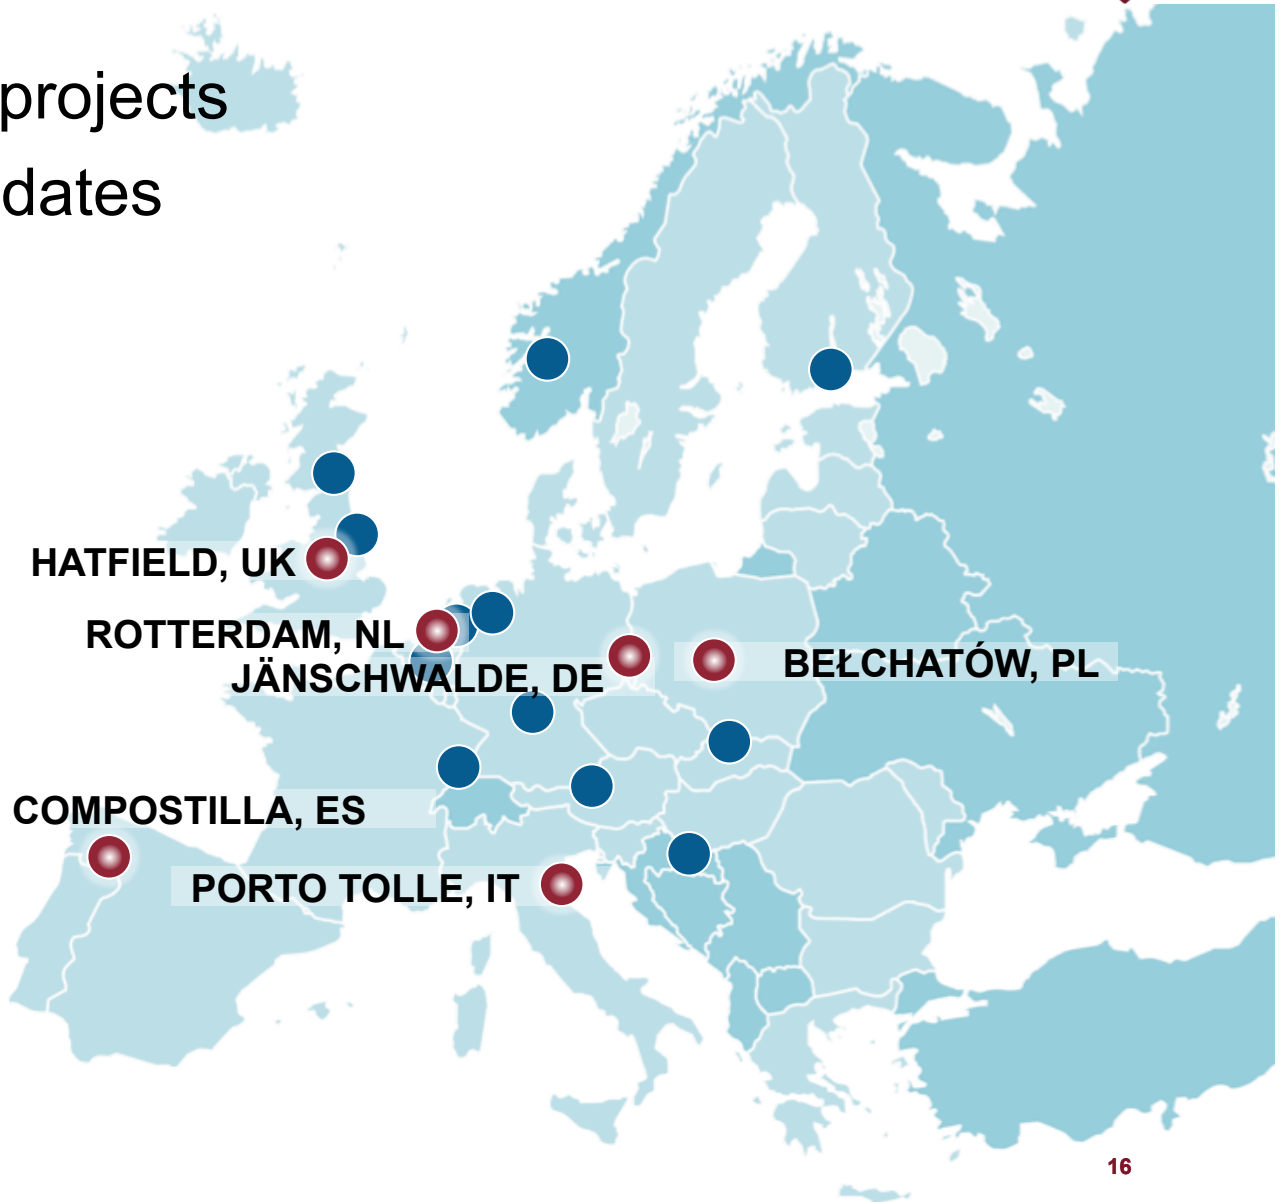 projects
dates
HATFIELD, UK
ROTTERDAM, NL
JÄNSCHWALDE, DE
BEŁCHATÓW, PL
COMPOSTILLA, ES
PORTO TOLLE, IT
16